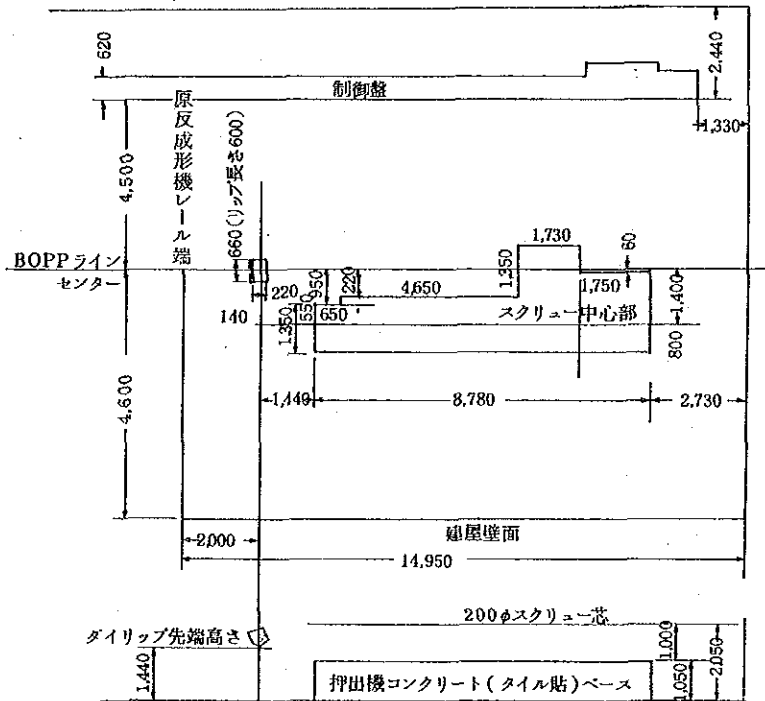 620
制御盤
2,440
1,330
原反成形機レール端
4,500
660(リップ長さ600)
BOPPライン
センター
220
140
950
550
1,350
650
220
4,650
1,350
1,730
60
1,750
スクリュー中心部
1,400
800
1,440
8,780
2,730
4,600
2,000
建屋壁面
14,950
200φスクリュー芯
ダイリップ先端高さ
1,440
1,000
2,050
1,050
押出機コンクリート(タイル貼)ベース